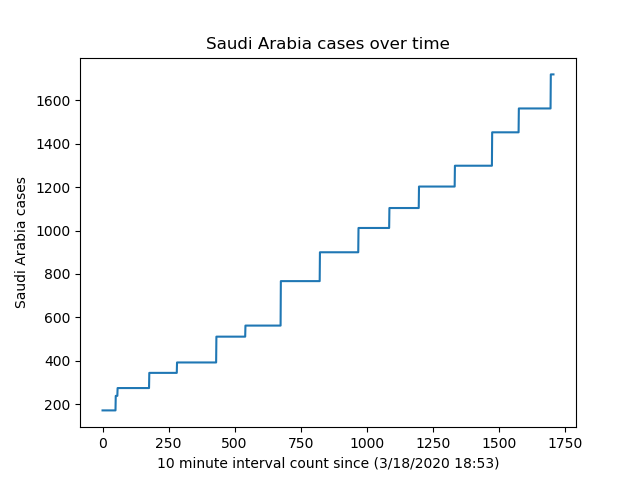 Saudi Arabia cases over time
Saudi Arabia cases
1600
1400
1200
1000
800
600
400
200
0 250 500 750 1000 1250 1500 1750
10 minute interval count since (3/18/2020 18:53)